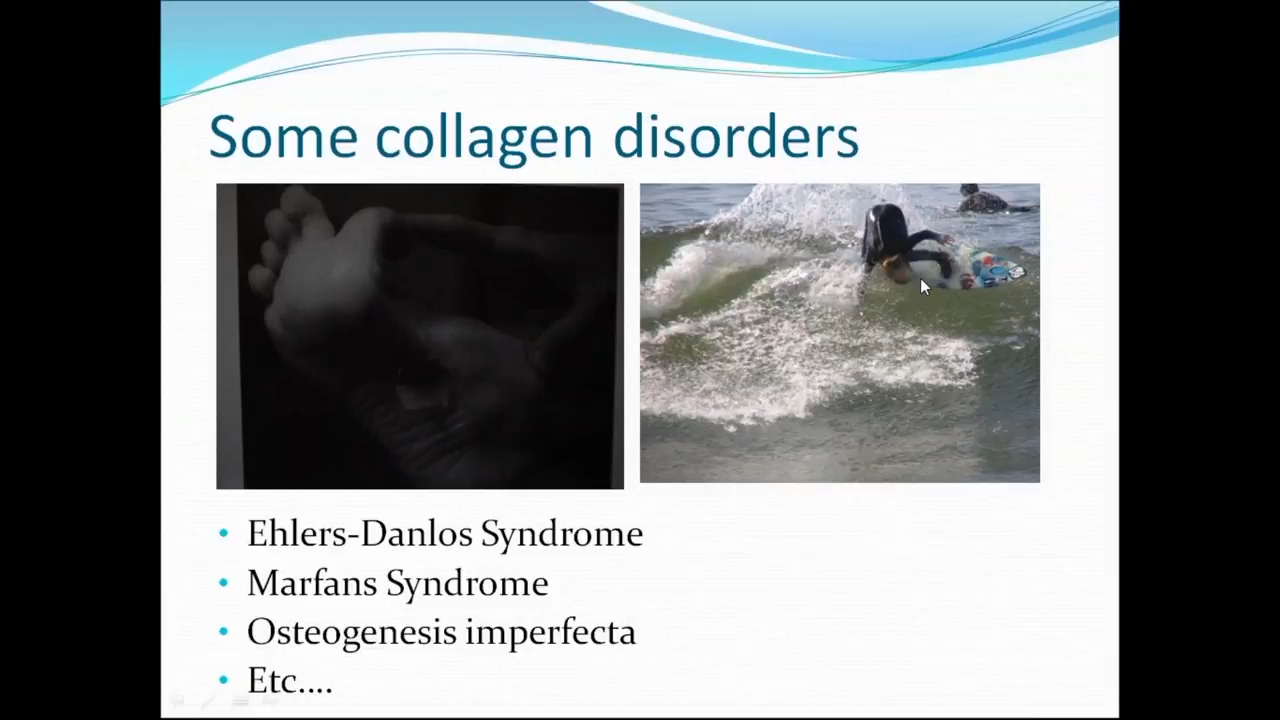 Some collagen disorders
• Ehlers-Danlos Syndrome
• Marfans Syndrome
• Osteogenesis imperfecta
• Etc....